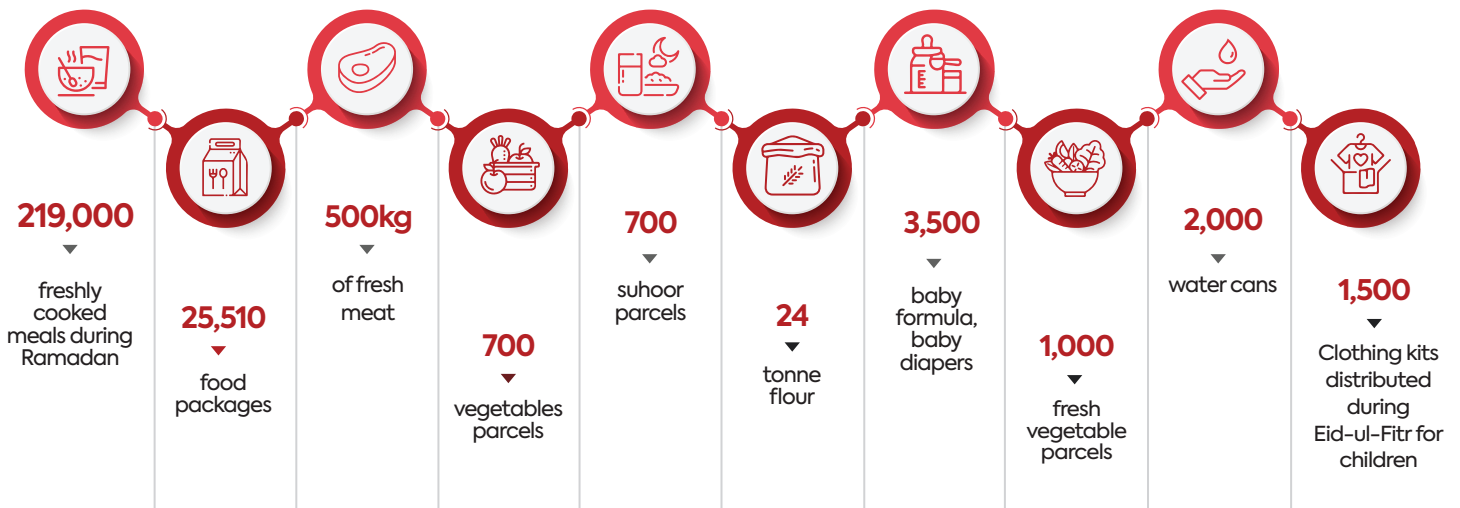 219,000
freshly
cooked
meals during
Ramadan
25,510
food
packages
500kg
of fresh
meat
700
vegetables
parcels
700
suhoor
parcels
24
tonne
flour
3,500
baby
formula,
baby
diapers
1,000
fresh
vegetable
parcels
2,000
water cans
1,500
Clothing kits
distributed
during
Eid-ul-Fitr for
children